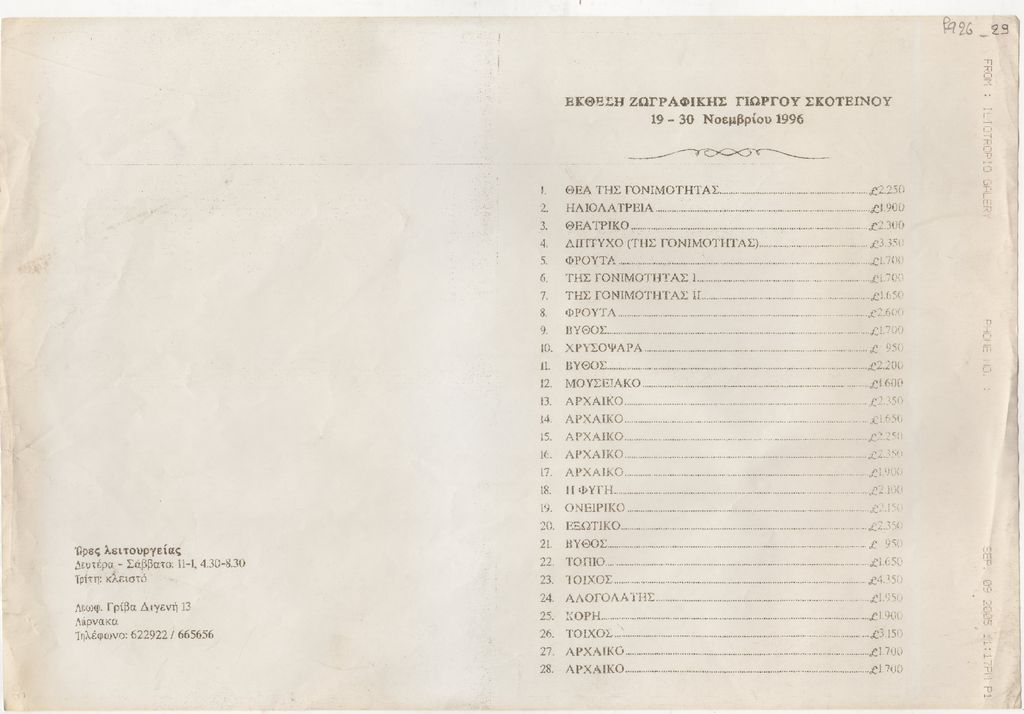 P926_29
ΕΚΘΕΣΗ ΖΩΓΡΑΦΙΚΗΣ ΓΙΩΡΓΟΥ ΣΚΟΤΕΙΝΟΥ
19 - 30 Νοεμβρίου 1996
1. ΘΕΑ ΤΗΣ ΓΟΝΙΜΟΤΗΤΑΣ.....£2.250
2. ΗΛΙΟΛΑΤΡΕΙΑ.....£1.900
3. ΘΕΑΤΡΙΚΟ.....£2.300
4. ΔΙΠΤΥΧΟ (ΤΗΣ ΓΟΝΙΜΟΤΗΤΑΣ).....£3.350
5. ΦΡΟΥΤΑ.....£1.700
6. ΤΗΣ ΓΟΝΙΜΟΤΗΤΑΣ Ι.....£1.700
7. ΤΗΣ ΓΟΝΙΜΟΤΗΤΑΣ ΙΙ.....£1.650
8. ΦΡΟΥΤΑ.....£2.600
9. ΒΥΘΟΣ.....£1.700
10. ΧΡΥΣΟΨΑΡΑ.....£ 950
11. ΒΥΘΟΣ.....£2.200
12. ΜΟΥΣΕΙΑΚΟ.....£1.600
13. ΑΡΧΑΙΚΟ.....£2.350
14. ΑΡΧΑΙΚΟ.....£1.650
15. ΑΡΧΑΙΚΟ.....£2.250
16. ΑΡΧΑΙΚΟ.....£2.350
17. ΑΡΧΑΙΚΟ.....£1.900
18. Η ΦΥΓΗ.....£2.100
19. ΟΝΕΙΡΙΚΟ.....£2.150
20. ΕΞΩΤΙΚΟ.....£2.350
21. ΒΥΘΟΣ.....£ 950
22. ΤΟΠΙΟ.....£1.650
23. ΤΟΙΧΟΣ.....£4.350
24. ΑΛΟΓΟΛΑΤΗΣ.....£1.950
25. ΚΟΡΗ.....£1.900
26. ΤΟΙΧΟΣ.....£3.150
27. ΑΡΧΑΙΚΟ.....£1.700
28. ΑΡΧΑΙΚΟ.....£1.700
Ώρες λειτουργείας
Δευτέρα - Σάββατο: 11-1, 4.30-8.30
Τρίτη: κλειστό
Λεωφ. Γρίβα Διγενή 13
Λάρνακα
Τηλέφωνο: 622922 / 665656
FROM : ILIOTROPIO GALERY PHONE NO. : SEP. 09 2005 11:17PM P1